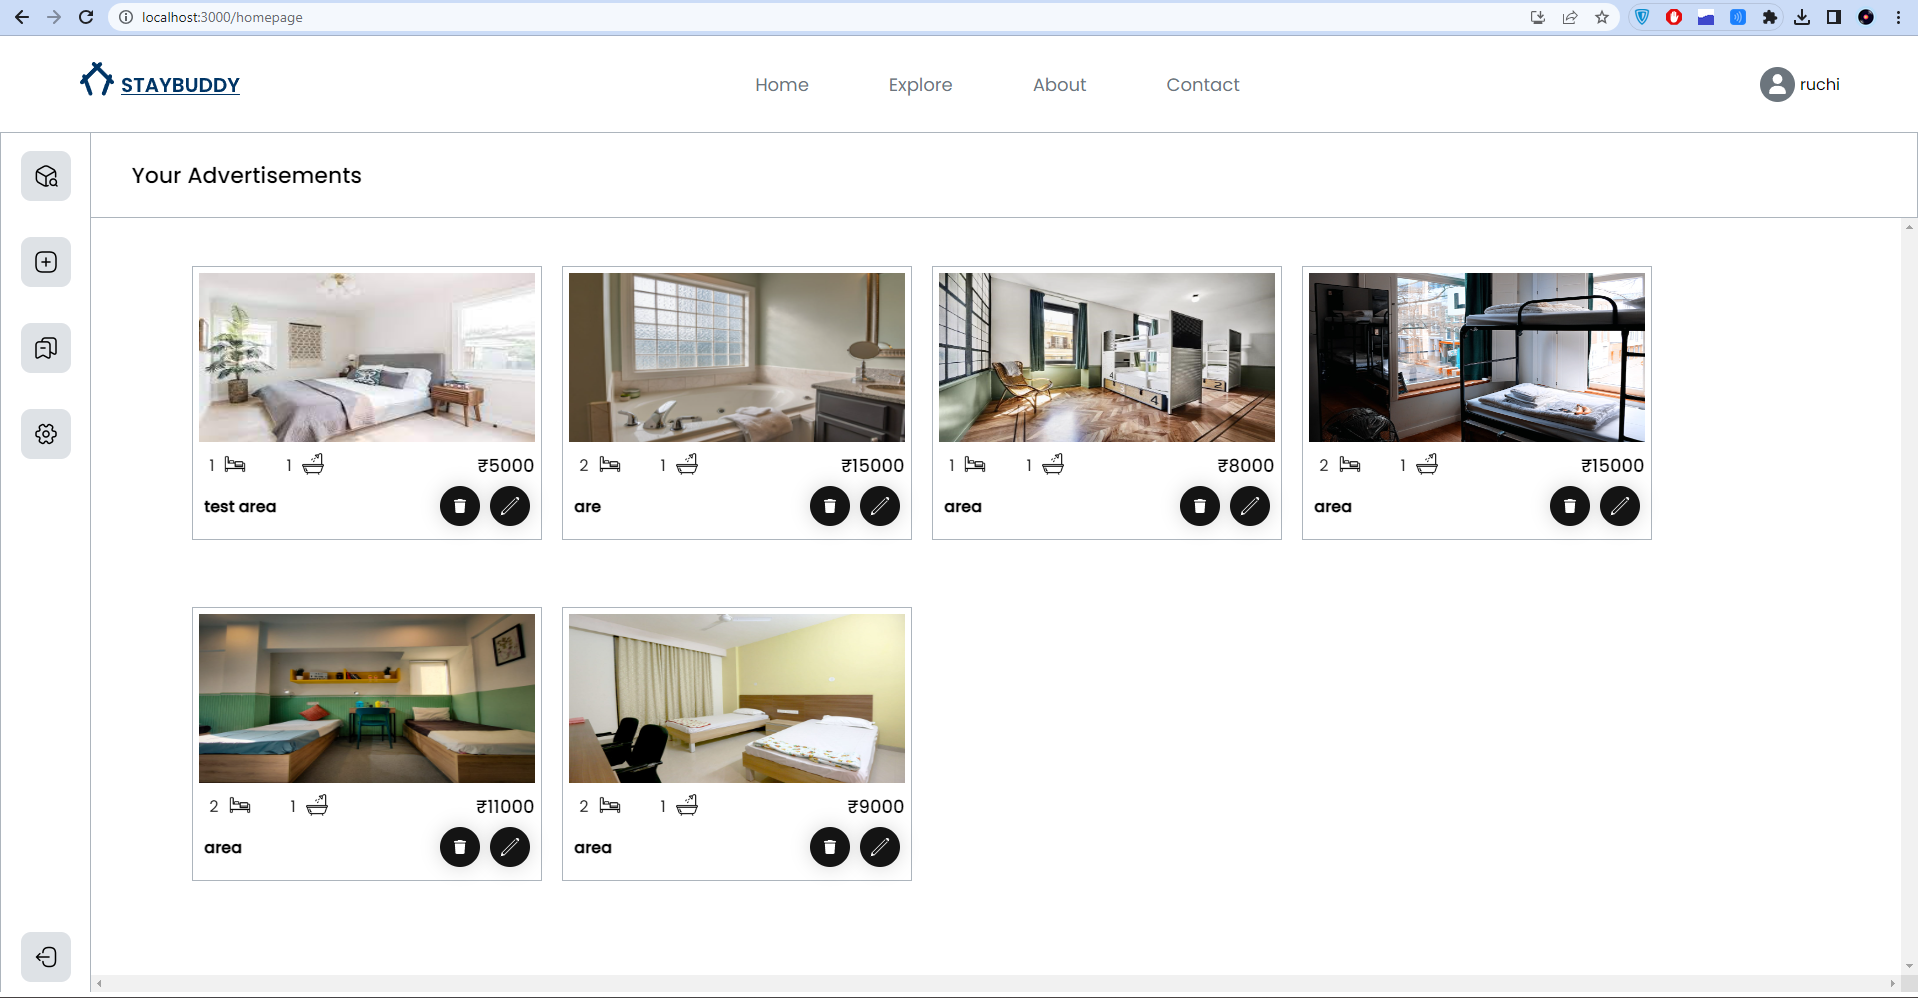 localhost:3000/homepage
STAYBUDDY
Home
Explore
About
Contact
ruchi
Your Advertisements
1 1 ₹5000
test area
2 1 ₹15000
are
1 1 ₹8000
area
2 1 ₹15000
area
2 1 ₹11000
area
2 1 ₹9000
area